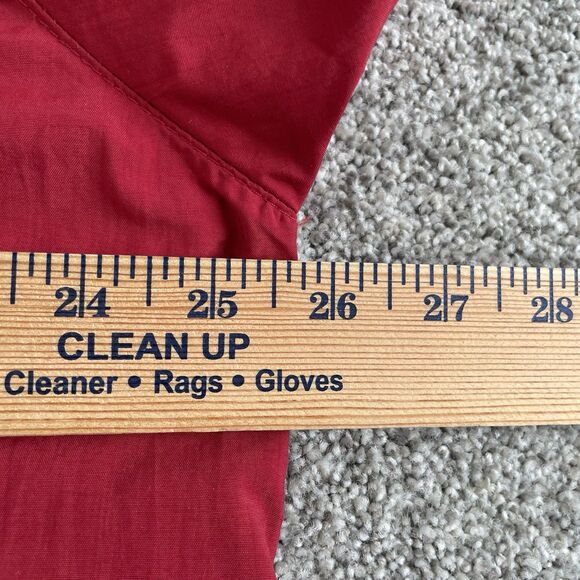 24 25 26 27 28
CLEAN UP
Cleaner • Rags • Gloves